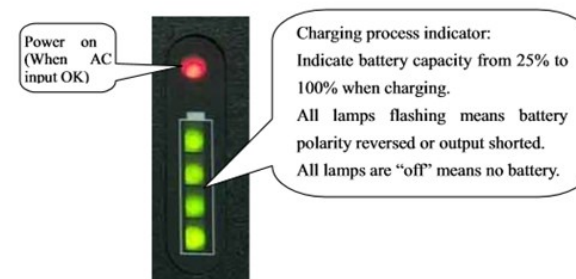 Power on
(When AC
input OK)
Charging process indicator:
Indicate battery capacity from 25% to
100% when charging.
All lamps flashing means battery
polarity reversed or output shorted.
All lamps are “off” means no battery.